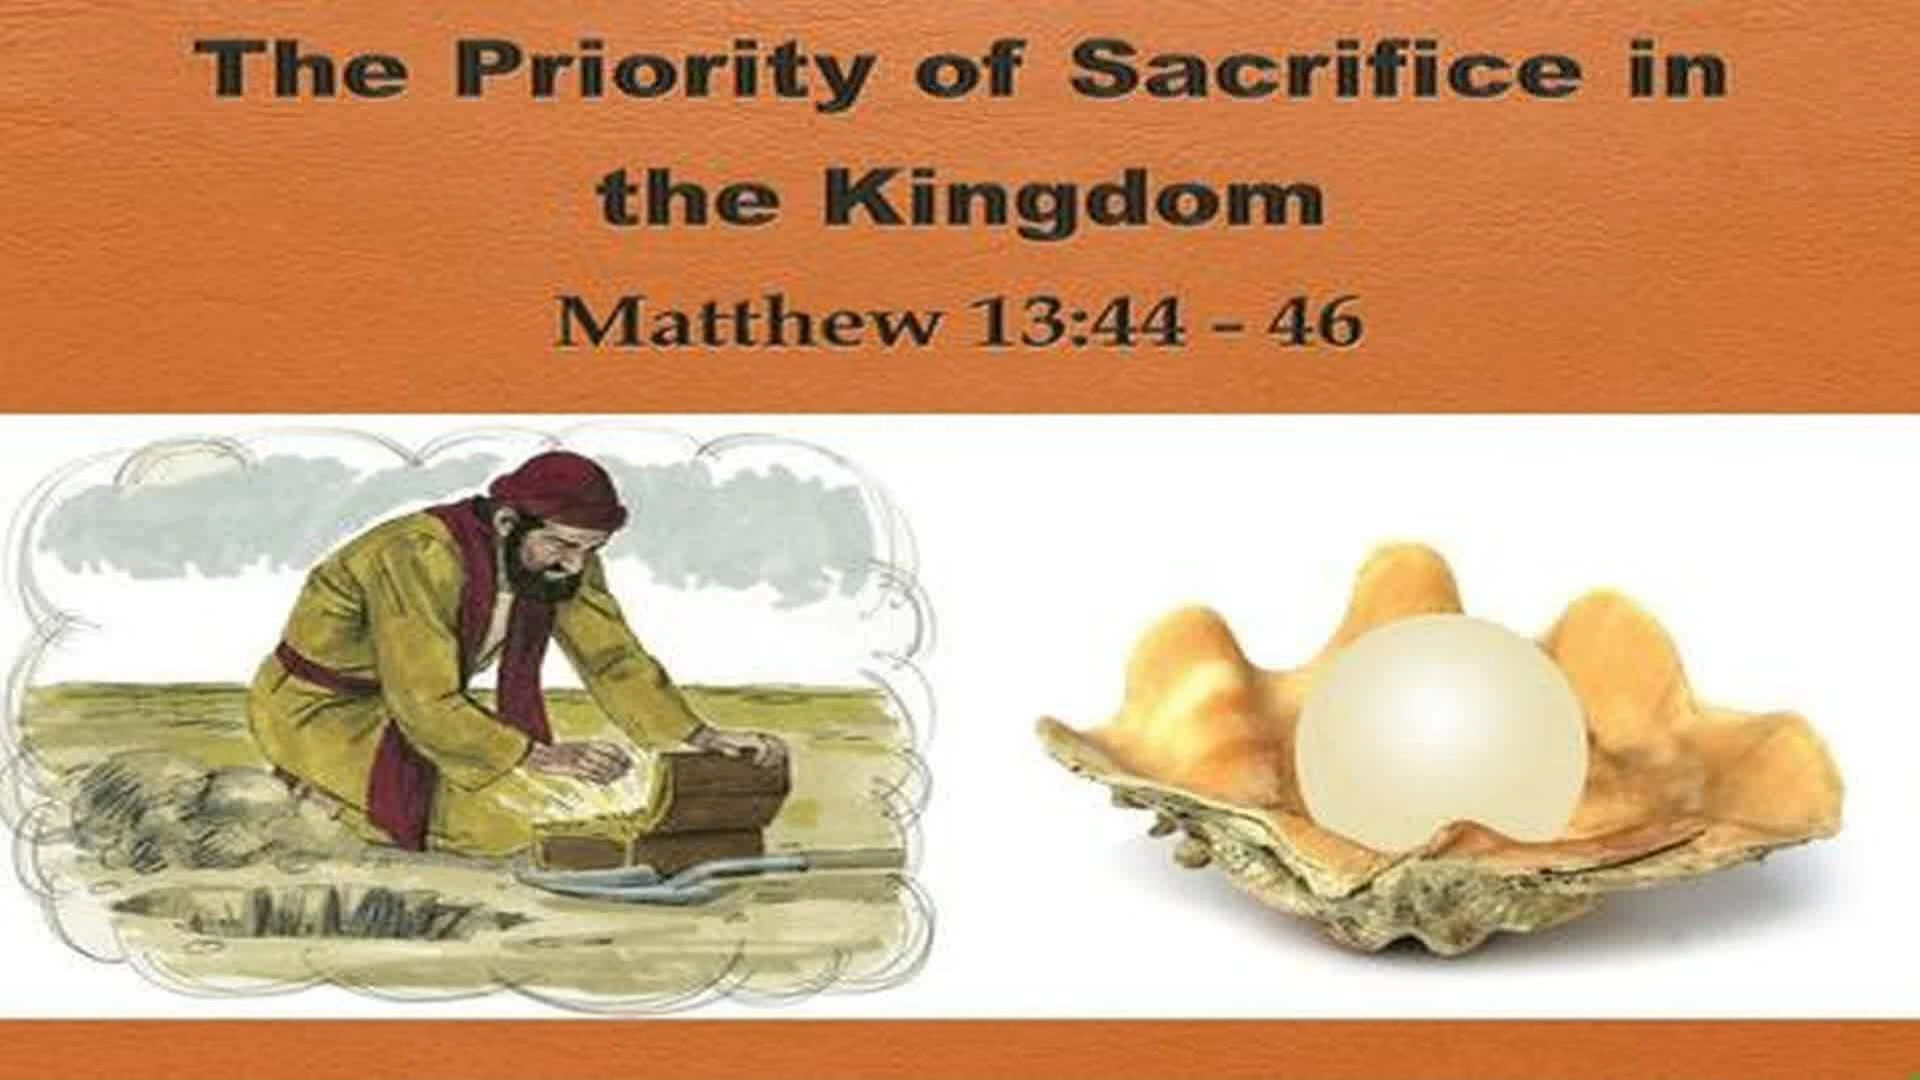 The Priority of Sacrifice in
the Kingdom
Matthew 13:44 - 46